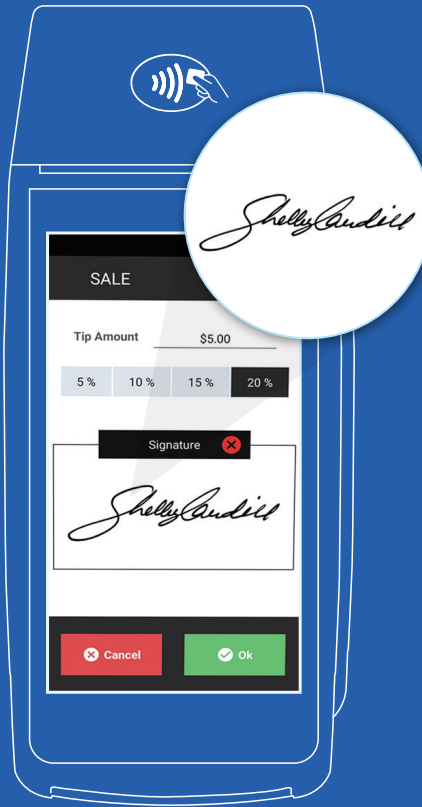 Shelly Caudill
SALE
Tip Amount $5.00
5 % 10 % 15 % 20 %
Signature
Shelly Caudill
Cancel Ok